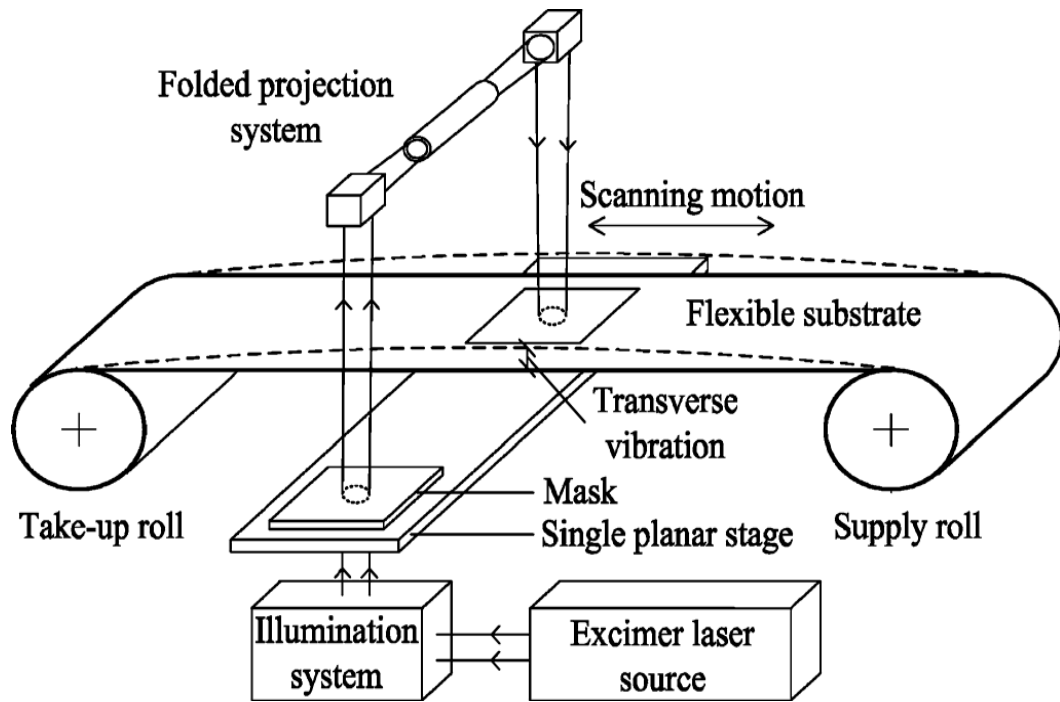 Folded projection
system
Scanning motion
Flexible substrate
Transverse
vibration
Mask
Take-up roll
Single planar stage
Supply roll
Illumination
system
Excimer laser
source